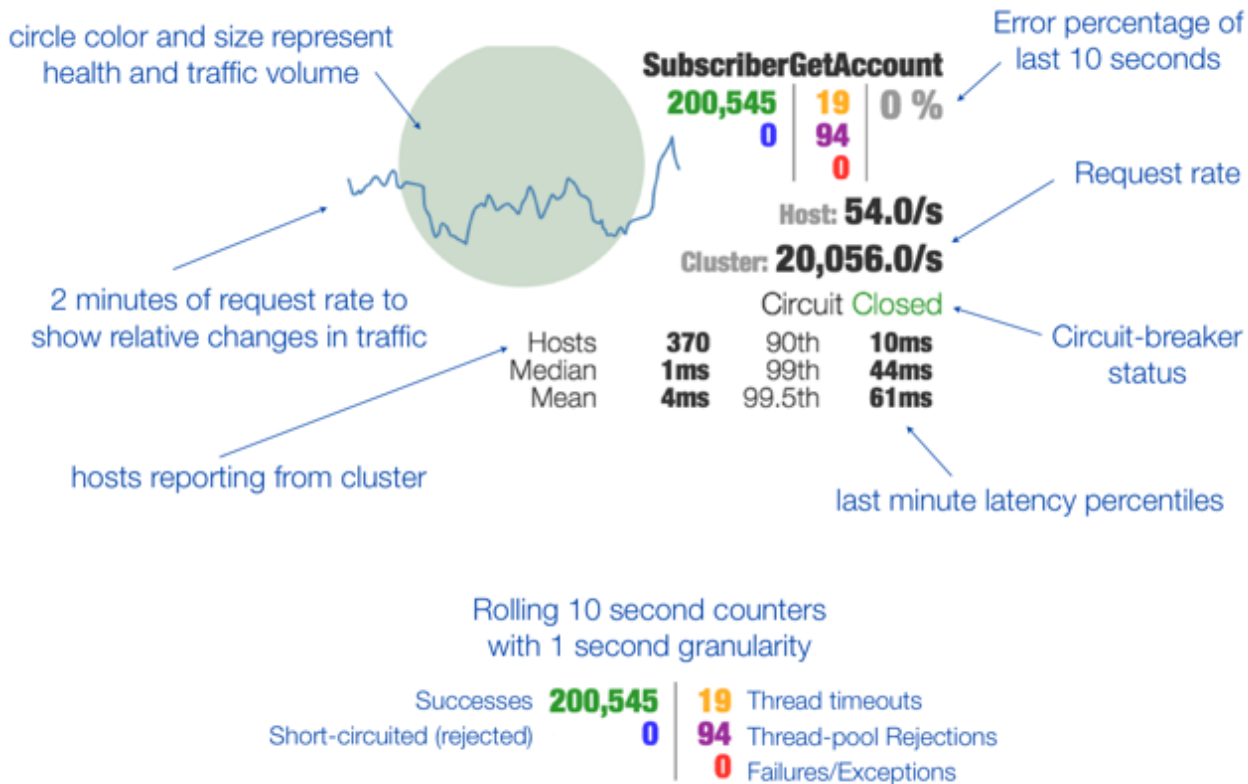 circle color and size represent
health and traffic volume
Error percentage of
last 10 seconds
SubscriberGetAccount
200,545 19 0 %
0 94
0
Request rate
Host: 54.0/s
Cluster: 20,056.0/s
2 minutes of request rate to
show relative changes in traffic
Circuit Closed
Circuit-breaker
status
Hosts 370 90th 10ms
Median 1ms 99th 44ms
Mean 4ms 99.5th 61ms
hosts reporting from cluster
last minute latency percentiles
Rolling 10 second counters
with 1 second granularity
Successes 200,545 19 Thread timeouts
Short-circuited (rejected) 0 94 Thread-pool Rejections
0 Failures/Exceptions